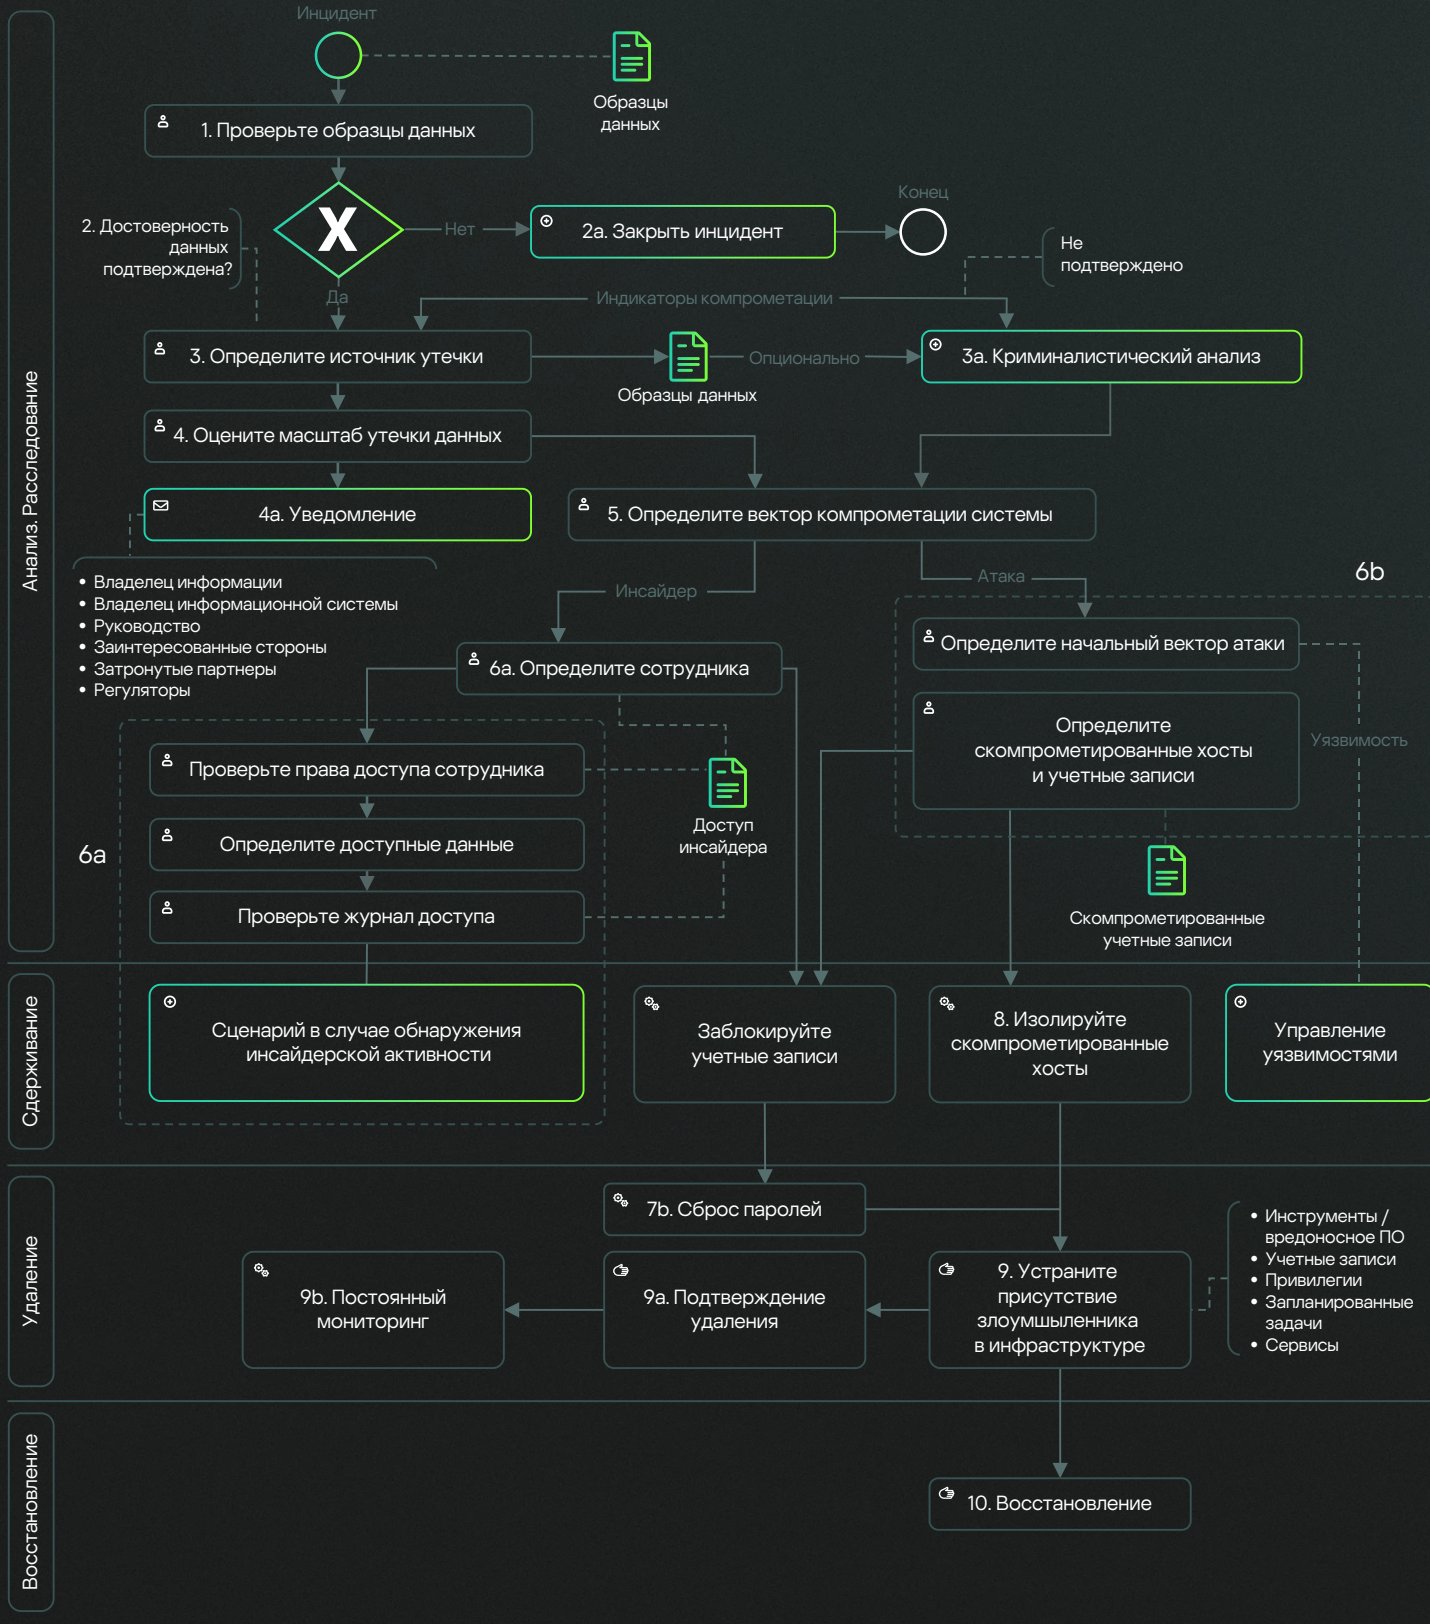 Инцидент
Образцы
данных
1. Проверьте образцы данных
X
2. Достоверность
данных
подтверждена?
Нет
2a. Закрыть инцидент
Конец
Не
подтверждено
Да
Индикаторы компрометации
3. Определите источник утечки
Образцы данных
Опционально
3a. Криминалистический анализ
4. Оцените масштаб утечки данных
4a. Уведомление
5. Определите вектор компрометации системы
• Владелец информации
• Владелец информационной системы
• Руководство
• Заинтересованные стороны
• Затронутые партнеры
• Регуляторы
Инсайдер
Атака
6b
Определите начальный вектор атаки
6a. Определите сотрудника
Определите
скомпрометированные хосты
и учетные записи
Уязвимость
Проверьте права доступа сотрудника
Определите доступные данные
Проверьте журнал доступа
6a
Доступ
инсайдера
Скомпрометированные
учетные записи
Анализ. Расследование
Сдерживание
Сценарий в случае обнаружения
инсайдерской активности
Заблокируйте
учетные записи
8. Изолируйте
скомпрометированные
хосты
Управление
уязвимостями
Удаление
7b. Сброс паролей
9b. Постоянный
мониторинг
9a. Подтверждение
удаления
9. Устраните
присутствие
злоумшыленника
в инфраструктуре
• Инструменты /
вредоносное ПО
• Учетные записи
• Привилегии
• Запланированные
задачи
• Сервисы
Восстановление
10. Восстановление